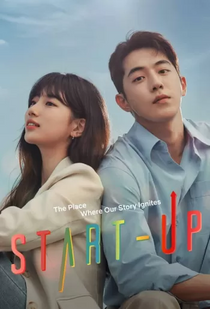 The Place
Where Our Story Ignites
START-UP